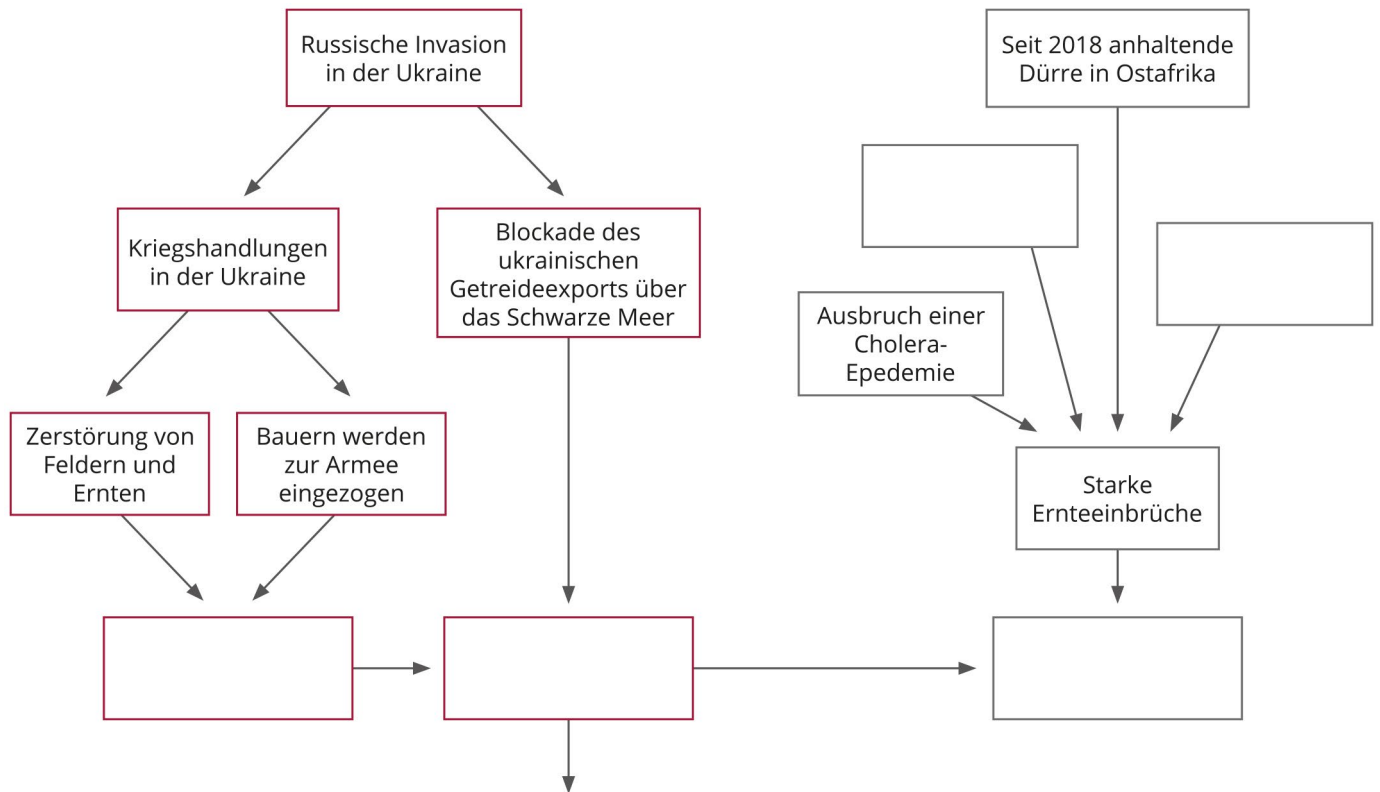 Russische Invasion
in der Ukraine
Seit 2018 anhaltende
Dürre in Ostafrika
Kriegshandlungen
in der Ukraine
Blockade des
ukrainischen
Getreideexports über
das Schwarze Meer
Ausbruch einer
Cholera-
Epedemie
Zerstörung von
Feldern und
Ernten
Bauern werden
zur Armee
eingezogen
Starke
Ernteeinbrüche